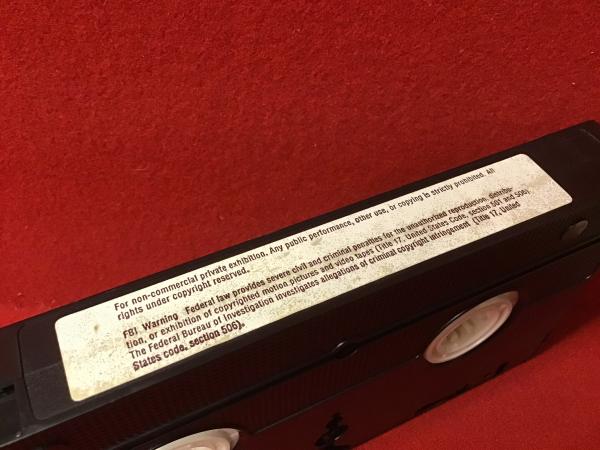 For non-commercial private exhibition. Any public performance, other use, or copying is strictly prohibited. All
rights under copyright reserved.
FBI Warning Federal law provides severe civil and criminal penalties for the unauthorized reproduction, distribu-
tion, or exhibition of copyrighted motion pictures and video tapes (Title 17, United States Code, section 501 and 506)
The Federal Bureau of Investigation investigates allegations of criminal copyright infringement (Title 17, United
States code, section 506).